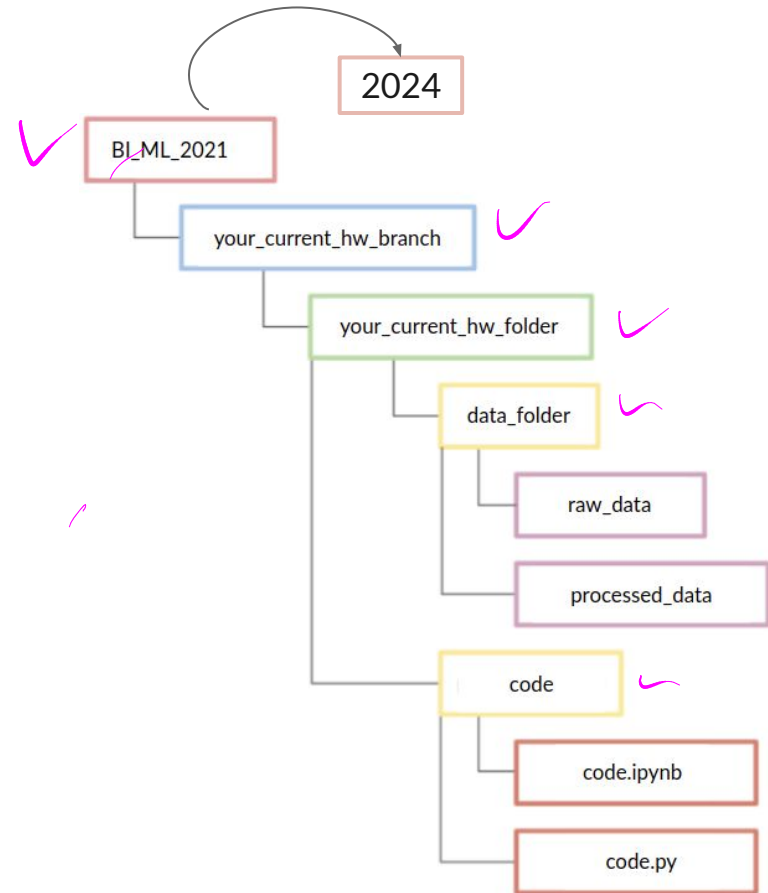 2024
BI_ML_2021
your_current_hw_branch
your_current_hw_folder
data_folder
raw_data
processed_data
code
code.ipynb
code.py